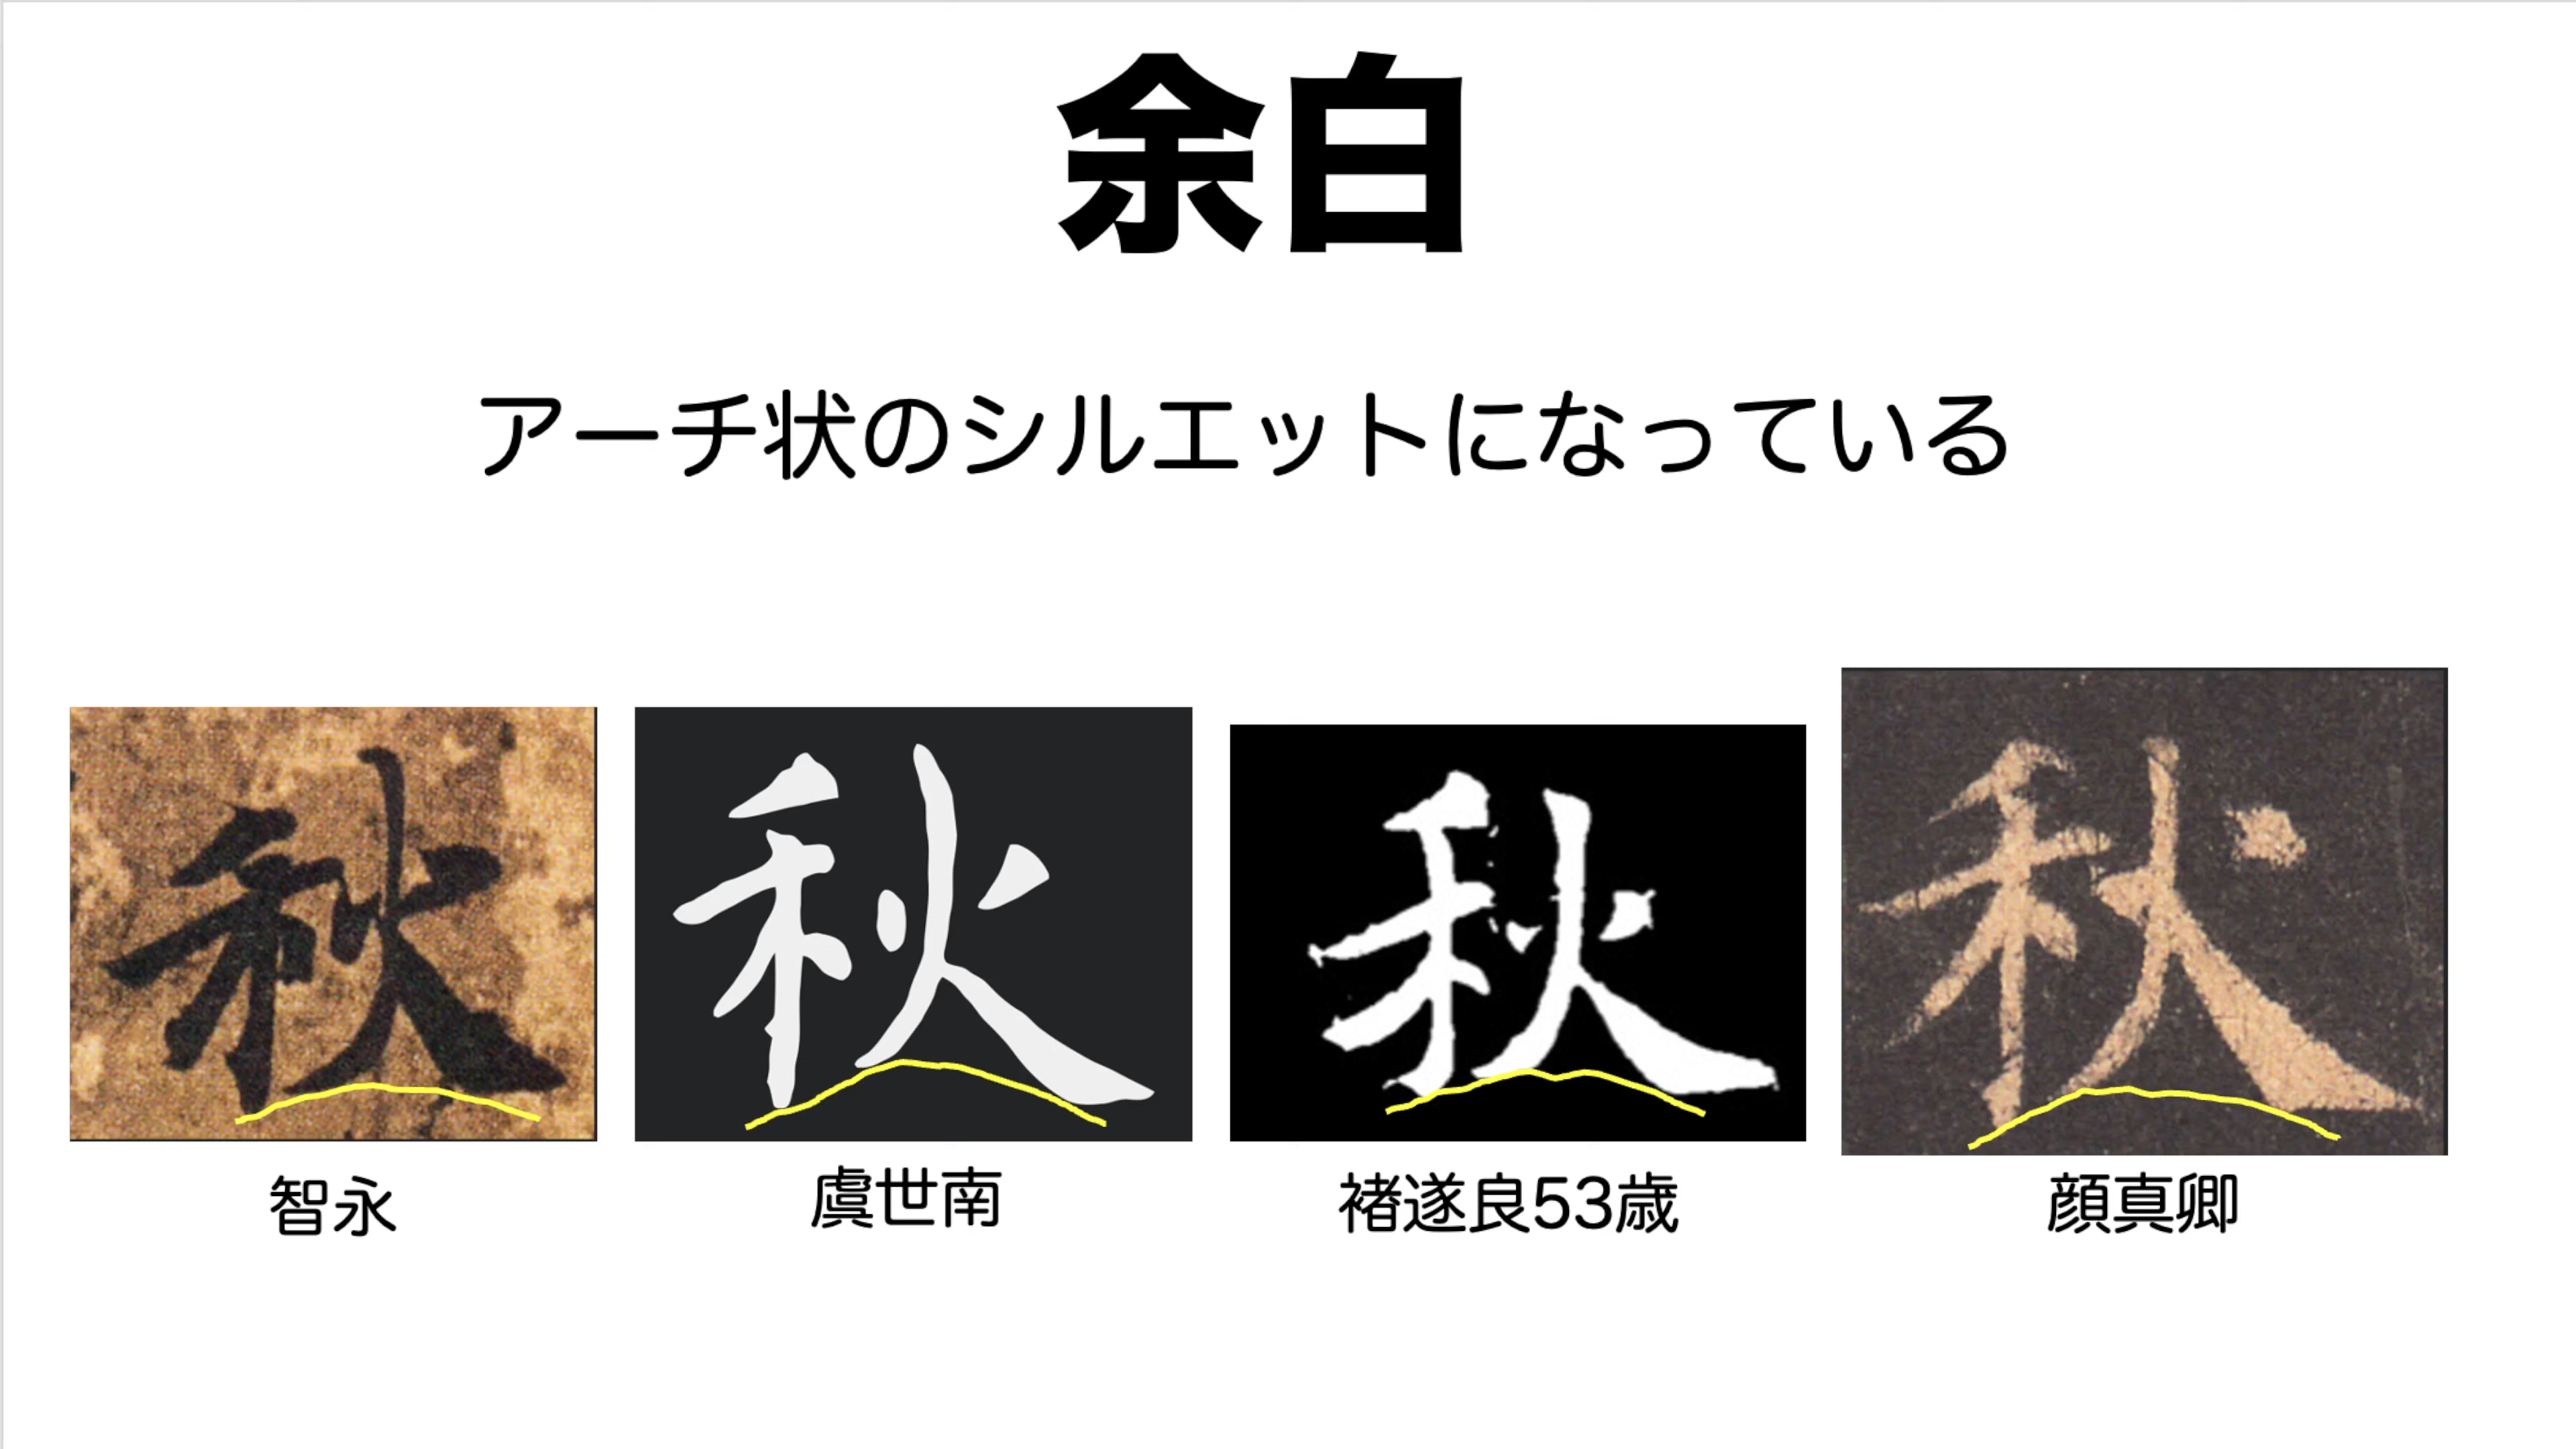 余白
アーチ状のシルエットになっている
秋
秋
秋
秋
智永
虞世南
褚遂良53歳
顔真卿